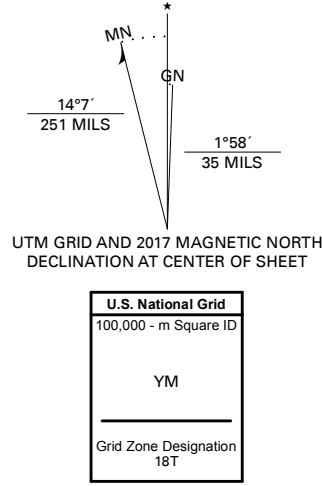 ★
MN
GN
14°7´
251 MILS
1°58´
35 MILS
UTM GRID AND 2017 MAGNETIC NORTH
DECLINATION AT CENTER OF SHEET
U.S. National Grid
100,000 - m Square ID
YM
Grid Zone Designation
18T